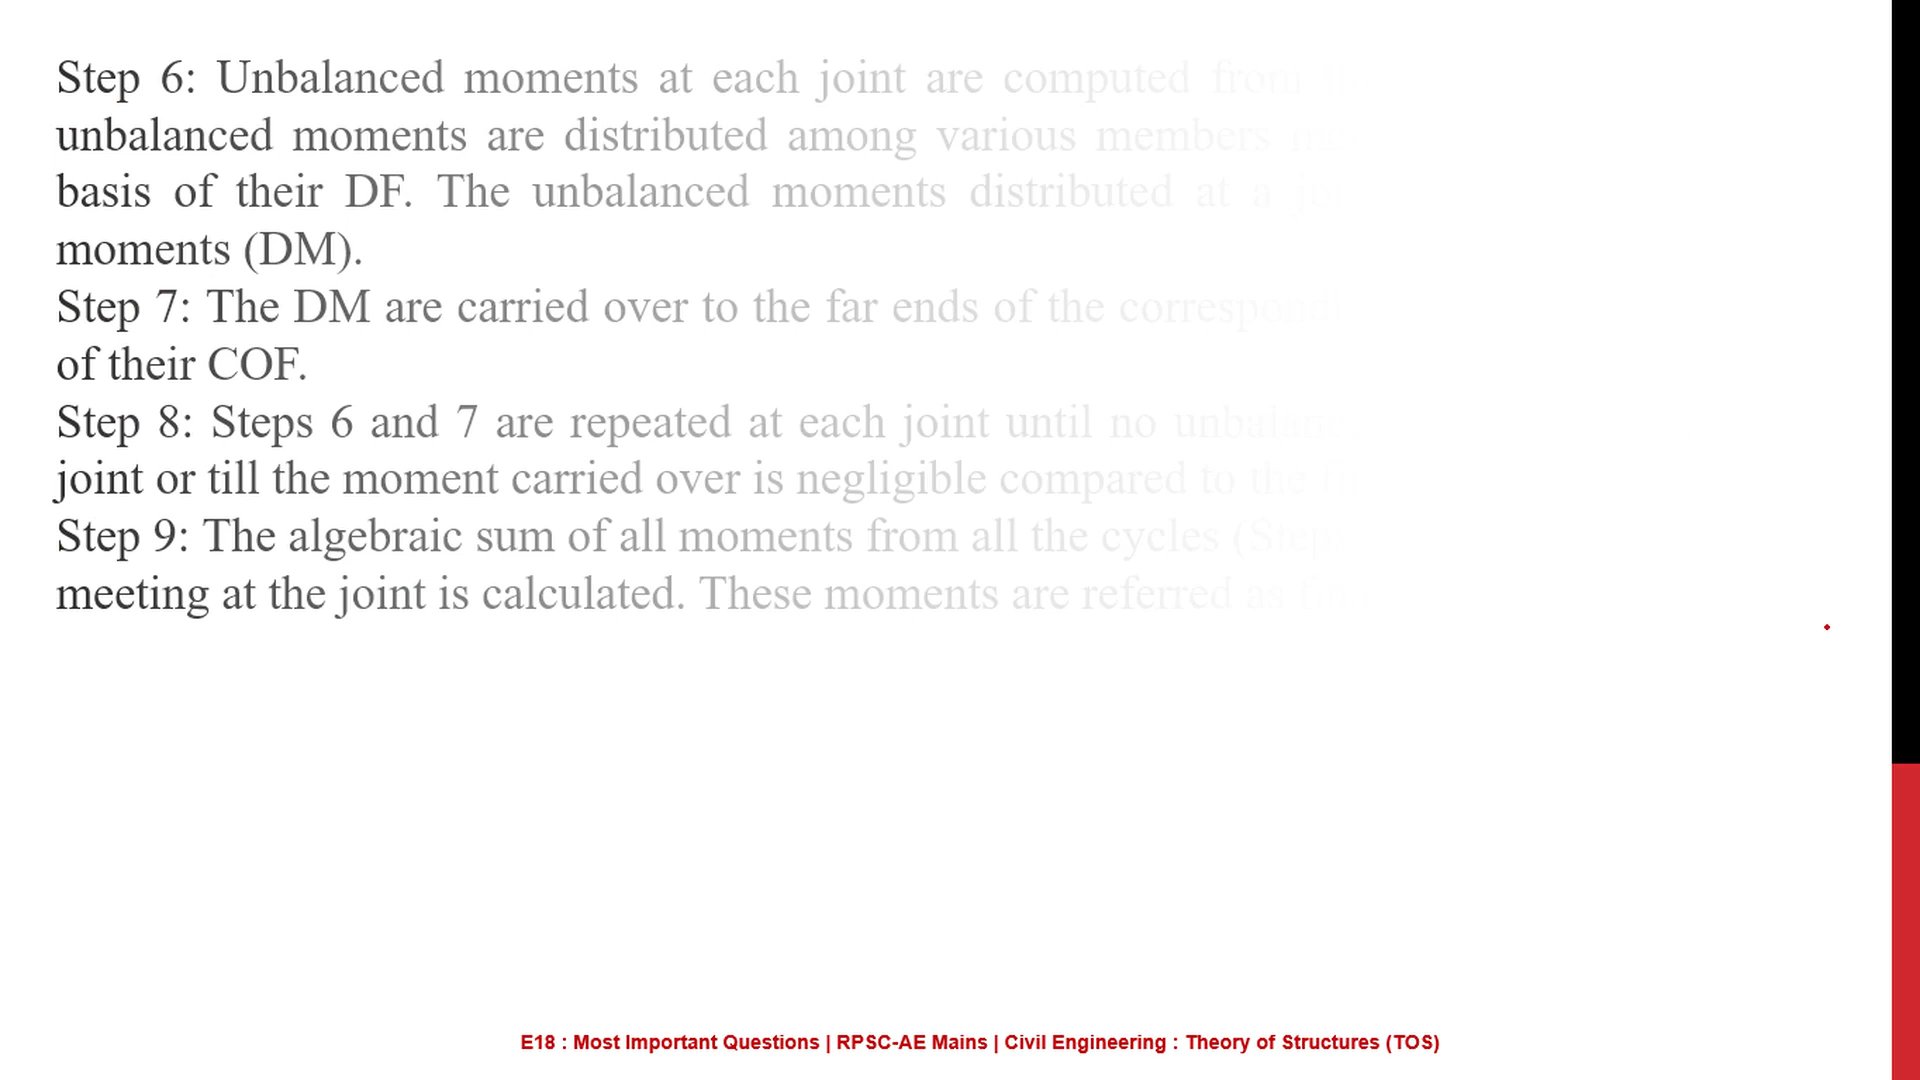 Step 6: Unbalanced moments at each joint are computed from
unbalanced moments are distributed among various members
basis of their DF. The unbalanced moments distributed at a
moments (DM).
Step 7: The DM are carried over to the far ends of the
of their COF.
Step 8: Steps 6 and 7 are repeated at each joint until no
joint or till the moment carried over is negligible compared to the
Step 9: The algebraic sum of all moments from all the cycles
meeting at the joint is calculated. These moments are referred as
E18 : Most Important Questions | RPSC-AE Mains | Civil Engineering : Theory of Structures (TOS)